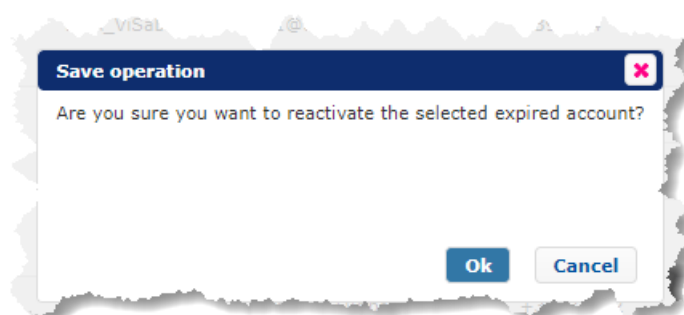 Save operation
Are you sure you want to reactivate the selected expired account?
Ok
Cancel